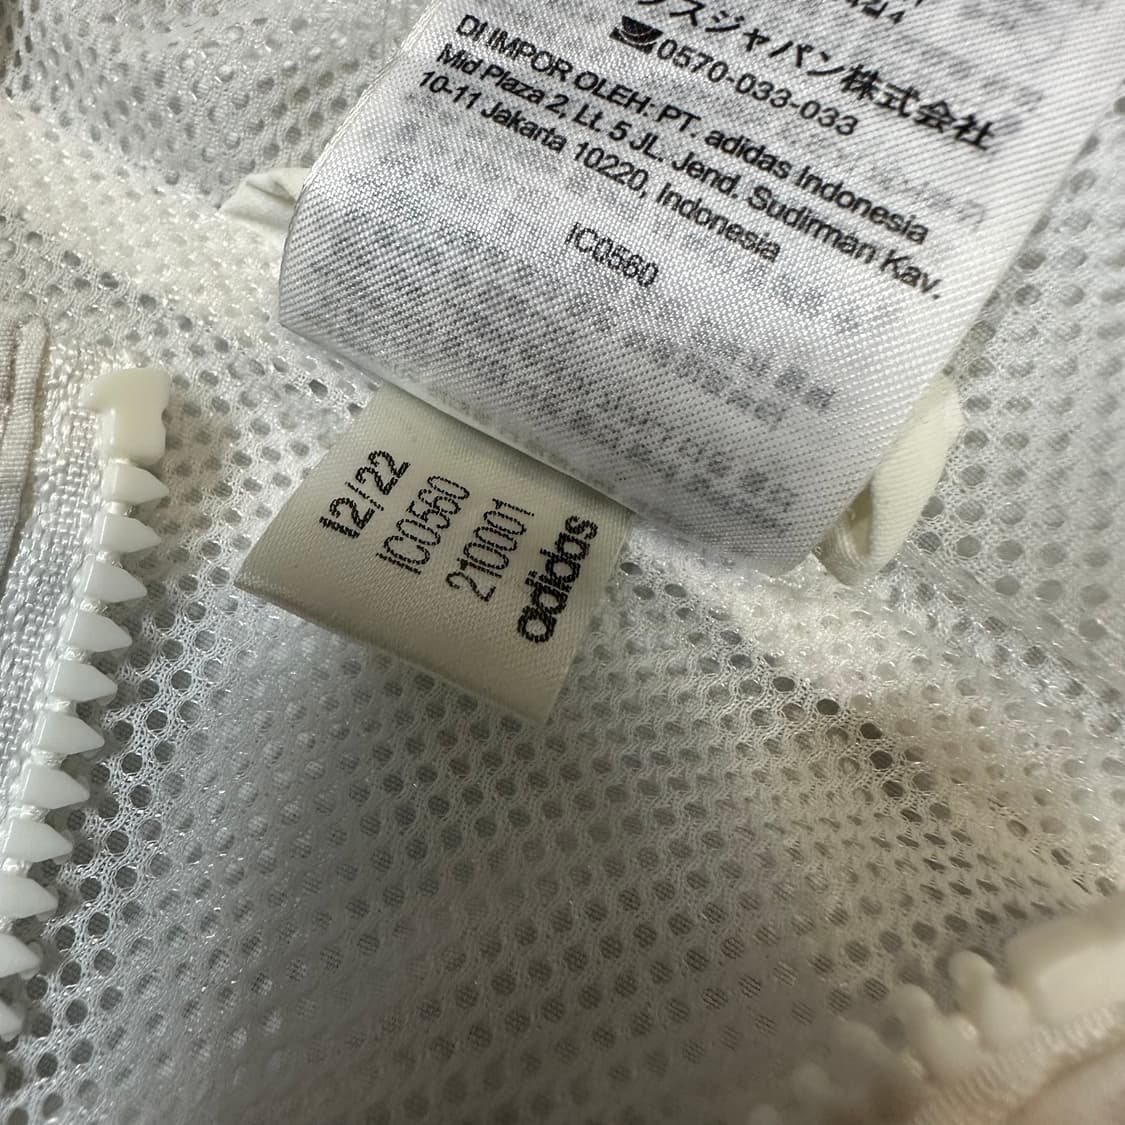 クスジャパン株式会社
0570-033-033
DI IMPOR OLEH: PT. adidas Indonesia
Mid Plaza 2, Lt. 5 JL. Jend. Sudirman Kav.
10-11 Jakarta 10220, Indonesia
IC0560
12/22
IC0560
210001
adidas